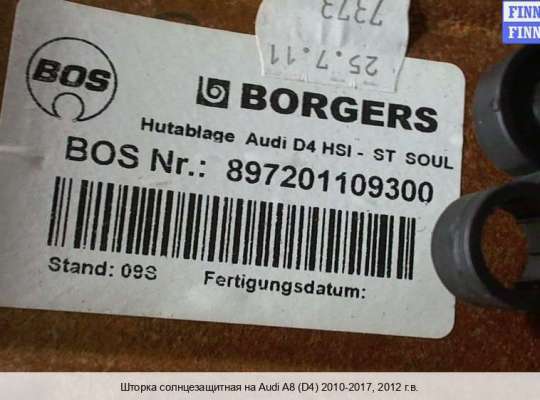 7373
25.7.11
FINN
FINN
BOS
BORGERS
Hutablage Audi D4 HSI - ST SOUL
BOS Nr.: 897201109300
Stand: 09S
Fertigungsdatum:
Шторка солнцезащитная на Audi A8 (D4) 2010-2017, 2012 г.в.